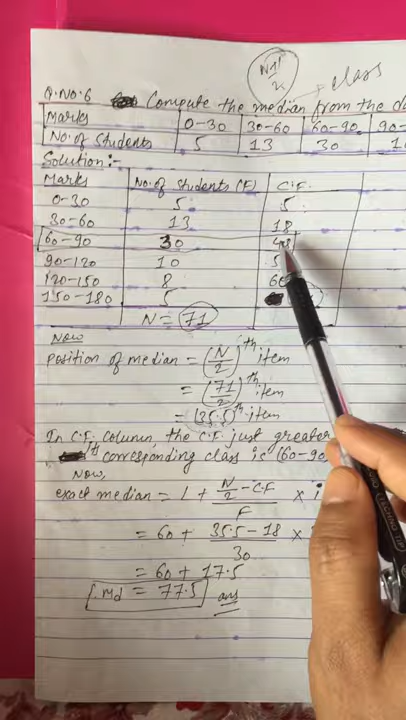 N+1
2
class
Q.No.6 Compute the median from the
Marks 0-30 30-60 60-90 90-
No. of students 5 13 30 1
Solution:-
Marks No. of students (F) C.F.
0-30 5 5
30-60 13 18
60-90 30 48
90-120 10 5
120-150 8 66
150-180 5
N = 71
Now
position of median = (N/2)th item
= (71/2)th item
= (35.5)th item
In C.F. column, the C.F. just greater
corresponding class is (60-90)
Now,
exact median = l + N/2 - C.F / F × i
= 60 + 35.5 - 18 / 30 ×
= 60 + 17.5
Md = 77.5 ans